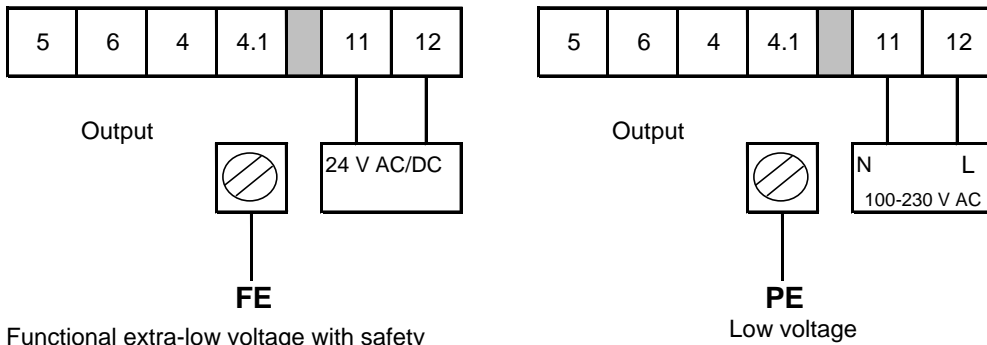 5 6 4 4.1 11 12
Output
24 V AC/DC
FE
Functional extra-low voltage with safety
5 6 4 4.1 11 12
Output
N L
100-230 V AC
PE
Low voltage